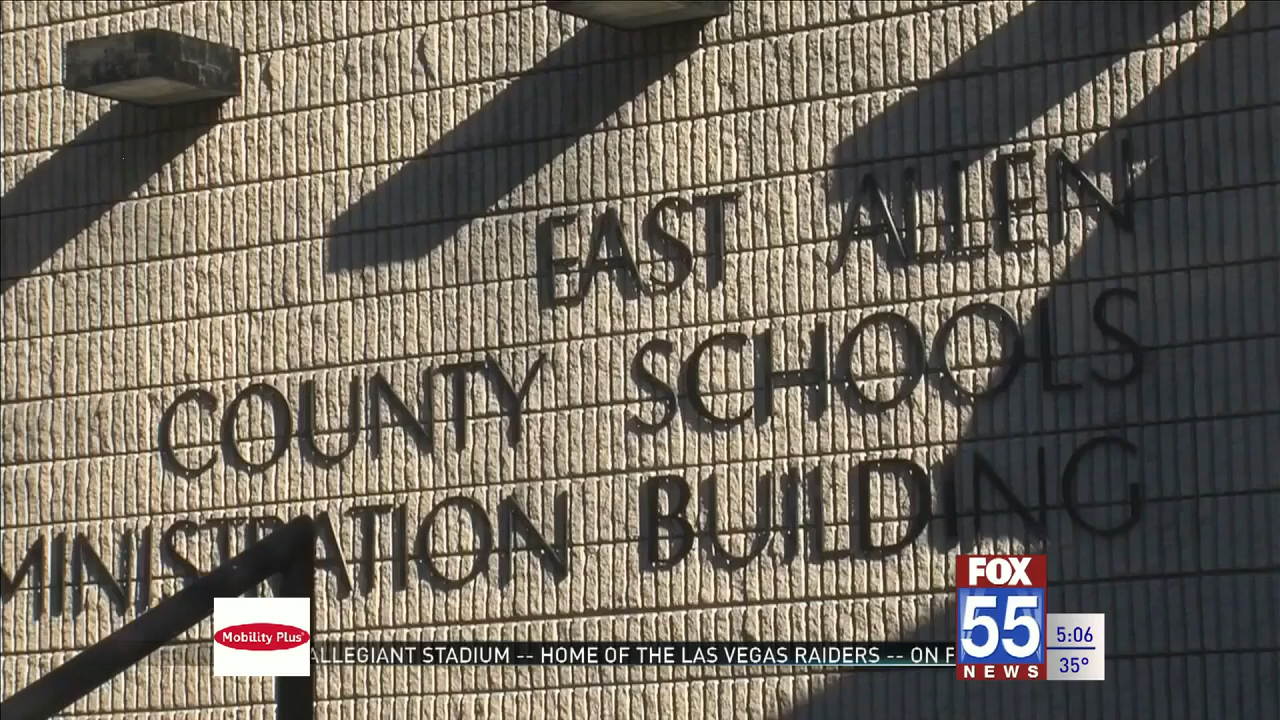 EAST ALLEN
COUNTY SCHOOLS
MINISTRATION BUILDING
Mobility Plus
ALLEGIANT STADIUM -- HOME OF THE LAS VEGAS RAIDERS -- ON F
FOX
55
NEWS
5:06
35°